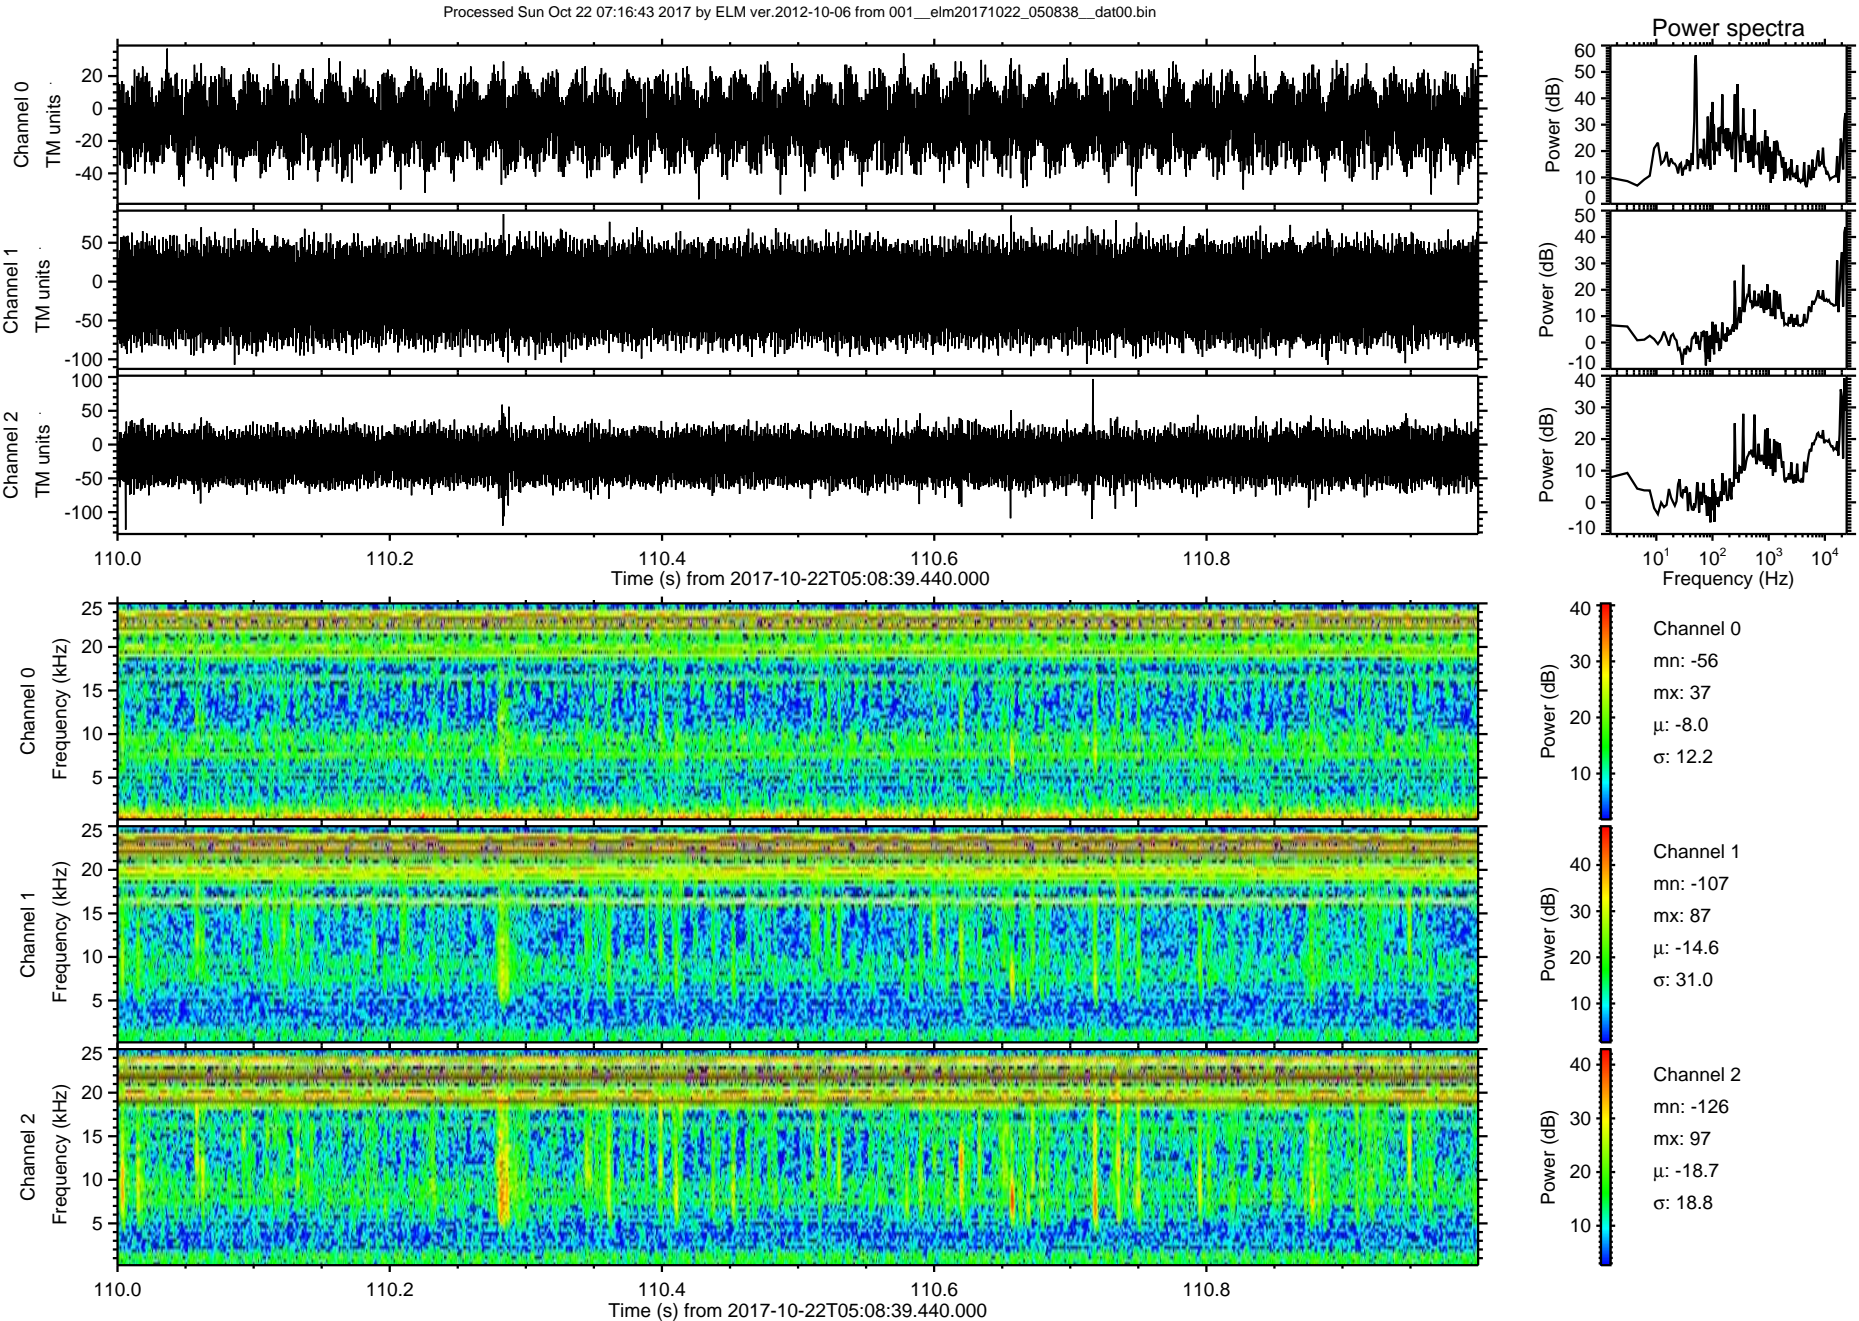 Processed Sun Oct 22 07:16:43 2017 by ELM ver.2012-10-06 from 001__elm20171022_050838__dat00.bin
Power spectra
Channel 0
TM units
20
0
-20
-40
Power (dB)
60
50
40
30
20
10
0
Channel 1
TM units
50
0
-50
-100
Power (dB)
50
40
30
20
10
0
-10
Channel 2
TM units
100
50
0
-50
-100
Power (dB)
40
30
20
10
0
-10
110.0 110.2 110.4 110.6 110.8
Time (s) from 2017-10-22T05:08:39.440.000
10¹ 10² 10³ 10⁴
Frequency (Hz)
Channel 0
Frequency (kHz)
25
20
15
10
5
Power (dB)
40
30
20
10
Channel 0
mn: -56
mx: 37
µ: -8.0
σ: 12.2
Channel 1
Frequency (kHz)
25
20
15
10
5
Power (dB)
40
30
20
10
Channel 1
mn: -107
mx: 87
µ: -14.6
σ: 31.0
Channel 2
Frequency (kHz)
25
20
15
10
5
Power (dB)
40
30
20
10
Channel 2
mn: -126
mx: 97
µ: -18.7
σ: 18.8
110.0 110.2 110.4 110.6 110.8
Time (s) from 2017-10-22T05:08:39.440.000